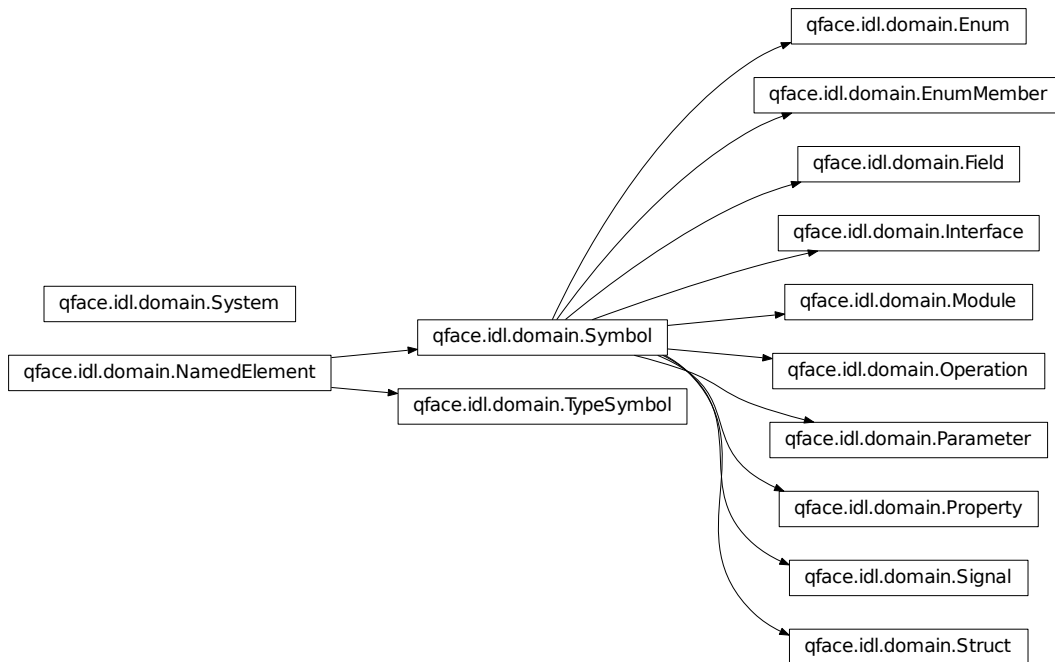 qface.idl.domain.Enum
qface.idl.domain.EnumMember
qface.idl.domain.Field
qface.idl.domain.Interface
qface.idl.domain.System
qface.idl.domain.Module
qface.idl.domain.Symbol
qface.idl.domain.NamedElement
qface.idl.domain.Operation
qface.idl.domain.TypeSymbol
qface.idl.domain.Parameter
qface.idl.domain.Property
qface.idl.domain.Signal
qface.idl.domain.Struct